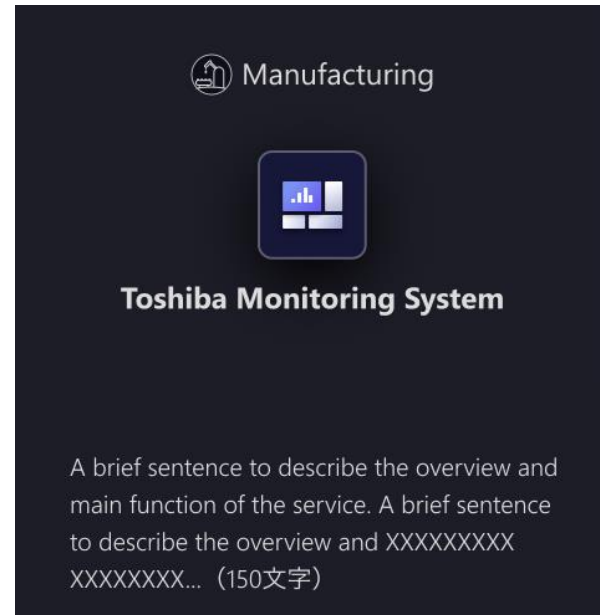 Manufacturing
Toshiba Monitoring System
A brief sentence to describe the overview and
main function of the service. A brief sentence
to describe the overview and XXXXXXXXX
XXXXXXXX...（150文字）